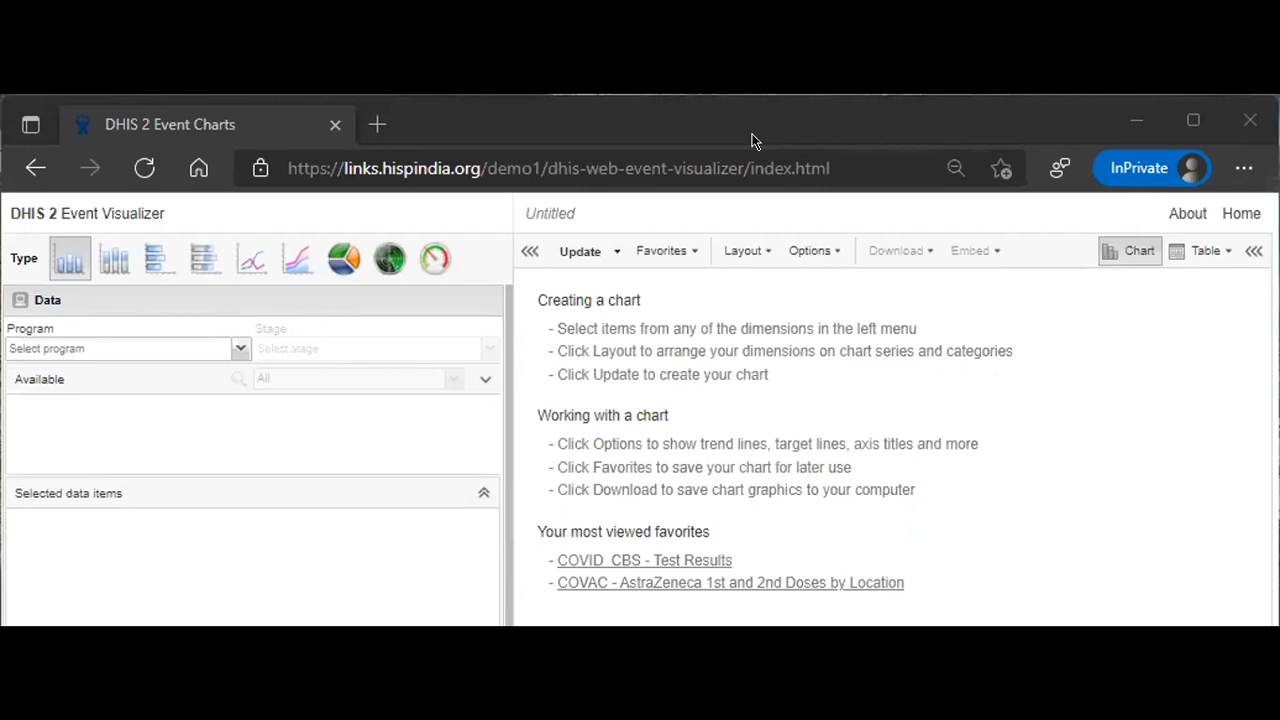 DHIS 2 Event Charts
https://links.hispindia.org/demo1/dhis-web-event-visualizer/index.html
InPrivate
DHIS 2 Event Visualizer
Untitled
About
Home
Type
Update
Favorites
Layout
Options
Download
Embed
Chart
Table
Data
Program
Stage
Select program
Select stage
Available
All
Selected data items
Creating a chart
- Select items from any of the dimensions in the left menu
- Click Layout to arrange your dimensions on chart series and categories
- Click Update to create your chart
Working with a chart
- Click Options to show trend lines, target lines, axis titles and more
- Click Favorites to save your chart for later use
- Click Download to save chart graphics to your computer
Your most viewed favorites
- COVID_CBS - Test Results
- COVAC - AstraZeneca 1st and 2nd Doses by Location